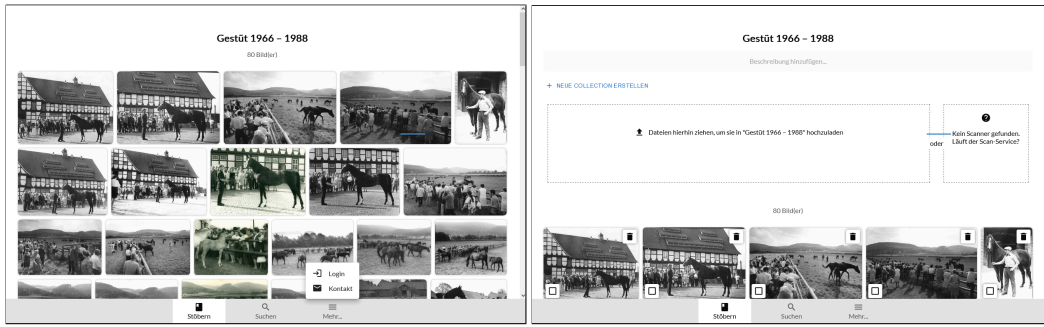 Gestüt 1966 – 1988
80 Bild(er)
Login
Kontakt
Stöbern
Suchen
Mehr...
Gestüt 1966 – 1988
Beschreibung hinzufügen...
+ NEUE COLLECTION ERSTELLEN
Dateien hierhin ziehen, um sie in "Gestüt 1966 – 1988" hochzuladen
oder
Kein Scanner gefunden.
Läuft der Scan-Service?
80 Bild(er)
Stöbern
Suchen
Mehr...